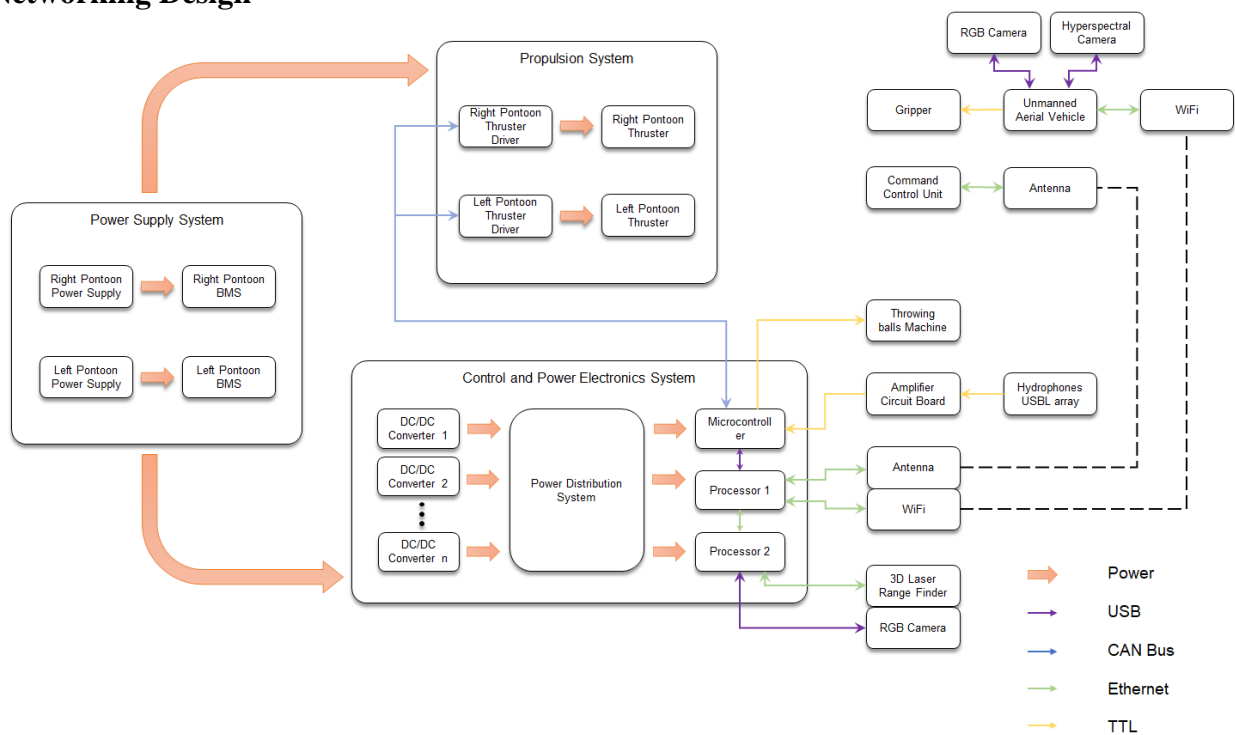 Networking Design
Propulsion System
Right Pontoon
Thruster
Driver
Right Pontoon
Thruster
Left Pontoon
Thruster
Driver
Left Pontoon
Thruster
Power Supply System
Right Pontoon
Power Supply
Right Pontoon
BMS
Left Pontoon
Power Supply
Left Pontoon
BMS
Control and Power Electronics System
DC/DC
Converter 1
DC/DC
Converter 2
DC/DC
Converter n
Power Distribution
System
Microcontroll
er
Processor 1
Processor 2
RGB Camera
Hyperspectral
Camera
Gripper
Unmanned
Aerial Vehicle
WiFi
Command
Control Unit
Antenna
Throwing
balls Machine
Amplifier
Circuit Board
Hydrophones
USBL array
Antenna
WiFi
3D Laser
Range Finder
RGB Camera
Power
USB
CAN Bus
Ethernet
TTL